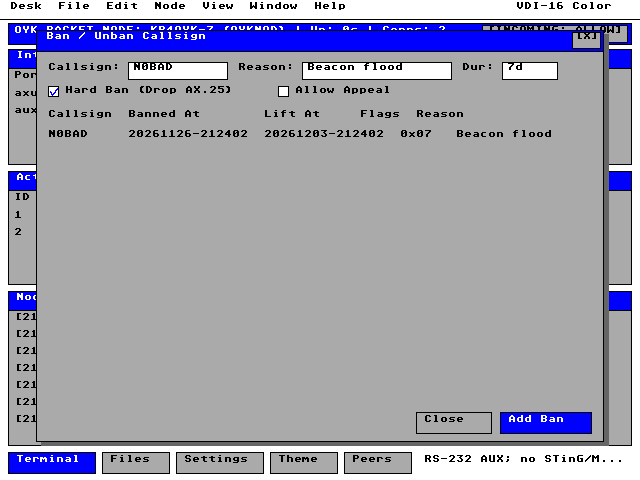 Desk File Edit Node View Window Help VDI-16 Color
Ban / Unban Callsign [X]
Callsign: N0BAD Reason: Beacon flood Dur: 7d
Hard Ban (Drop AX.25) Allow Appeal
Callsign Banned At Lift At Flags Reason
N0BAD 20261126-212402 20261203-212402 0x07 Beacon flood
Int
Por
axu
aux
Act
ID
1
2
Noo
[21
[21
[21
[21
[21
[21
[21
Close Add Ban
Terminal Files Settings Theme Peers RS-232 AUX; no STinG/M...